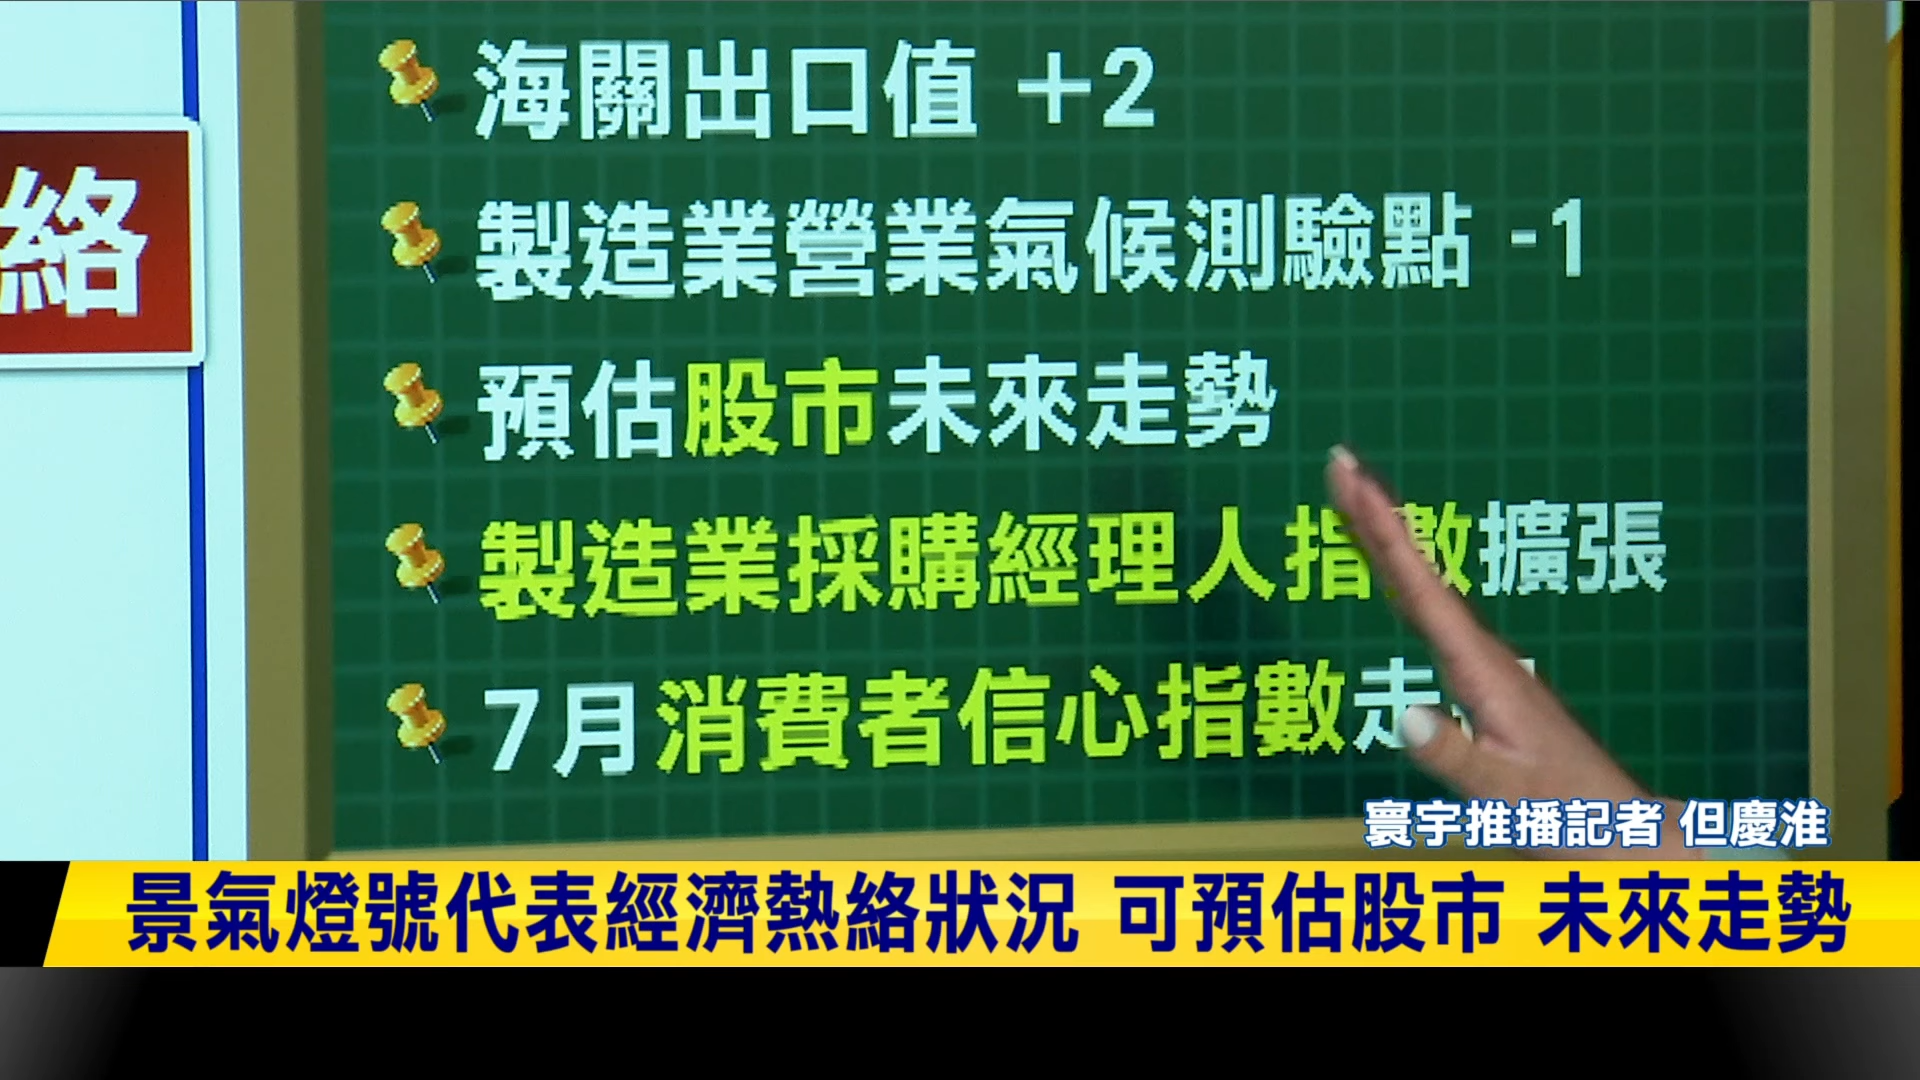 海關出口值 +2
絡
製造業營業氣候測驗點 -1
預估股市未來走勢
製造業採購經理人指數擴張
7月消費者信心指數走
寰宇推播記者 但慶淮
景氣燈號代表經濟熱絡狀況 可預估股市 未來走勢